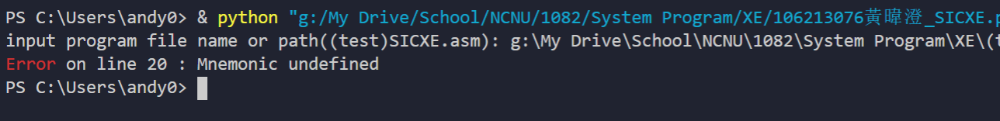 PS C:\Users\andy0> & python "g:/My Drive/School/NCNU/1082/System Program/XE/106213076黃暐澄_SICXE.p
input program file name or path((test)SICXE.asm): g:\My Drive\School\NCNU\1082\System Program\XE\(t
Error on line 20 : Mnemonic undefined
PS C:\Users\andy0>